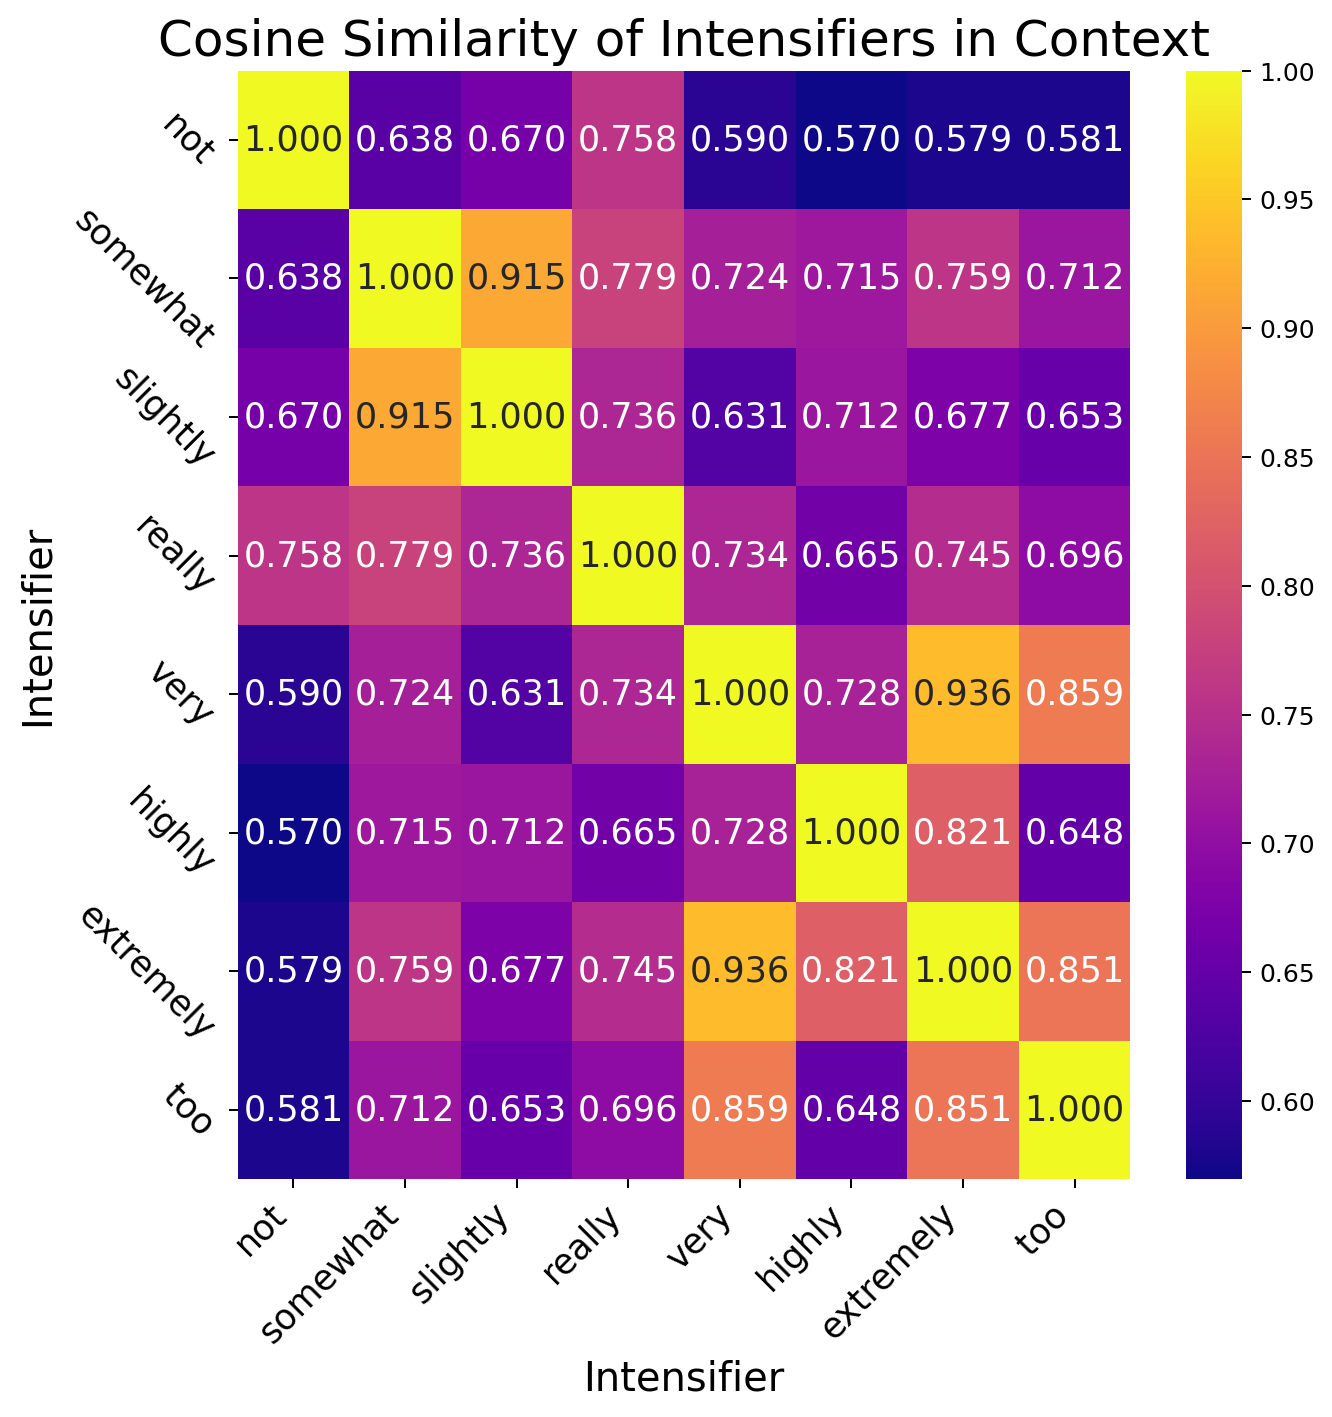 Cosine Similarity of Intensifiers in Context
not 1.000 0.638 0.670 0.758 0.590 0.570 0.579 0.581
somewhat 0.638 1.000 0.915 0.779 0.724 0.715 0.759 0.712
slightly 0.670 0.915 1.000 0.736 0.631 0.712 0.677 0.653
really 0.758 0.779 0.736 1.000 0.734 0.665 0.745 0.696
very 0.590 0.724 0.631 0.734 1.000 0.728 0.936 0.859
highly 0.570 0.715 0.712 0.665 0.728 1.000 0.821 0.648
extremely 0.579 0.759 0.677 0.745 0.936 0.821 1.000 0.851
too 0.581 0.712 0.653 0.696 0.859 0.648 0.851 1.000
not somewhat slightly really very highly extremely too
Intensifier
Intensifier
1.00
0.95
0.90
0.85
0.80
0.75
0.70
0.65
0.60